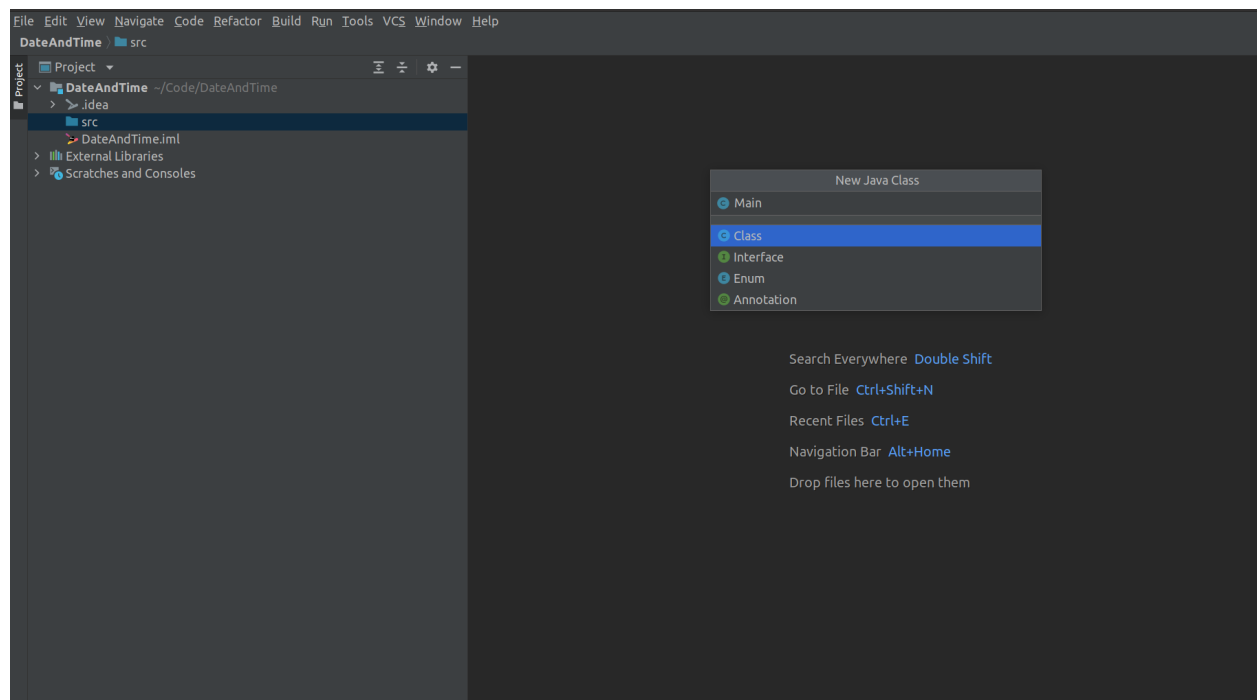 File Edit View Navigate Code Refactor Build Run Tools VCS Window Help
DateAndTime src
Project
Project
DateAndTime ~/Code/DateAndTime
.idea
src
DateAndTime.iml
External Libraries
Scratches and Consoles
New Java Class
Main
Class
Interface
Enum
Annotation
Search Everywhere Double Shift
Go to File Ctrl+Shift+N
Recent Files Ctrl+E
Navigation Bar Alt+Home
Drop files here to open them